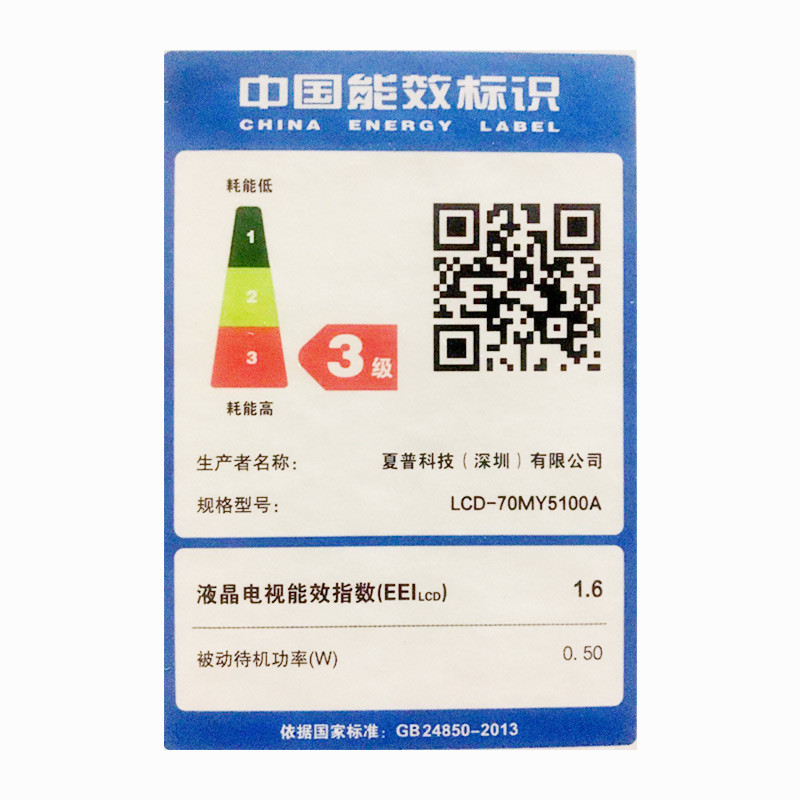 中国能效标识
CHINA ENERGY LABEL
耗能低
1
2
3
3级
耗能高
生产者名称: 夏普科技(深圳)有限公司
规格型号: LCD-70MY5100A
液晶电视能效指数(EEILCD) 1.6
被动待机功率(W) 0.50
依据国家标准: GB24850-2013